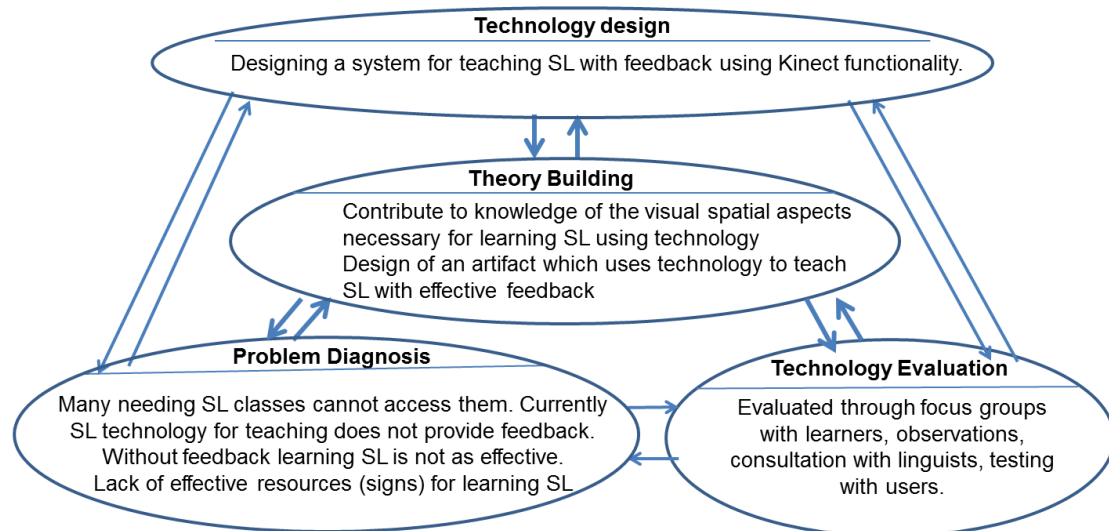 Technology design
Designing a system for teaching SL with feedback using Kinect functionality.
Theory Building
Contribute to knowledge of the visual spatial aspects
necessary for learning SL using technology
Design of an artifact which uses technology to teach
SL with effective feedback
Problem Diagnosis
Many needing SL classes cannot access them. Currently
SL technology for teaching does not provide feedback.
Without feedback learning SL is not as effective.
Lack of effective resources (signs) for learning SL
Technology Evaluation
Evaluated through focus groups
with learners, observations,
consultation with linguists, testing
with users.